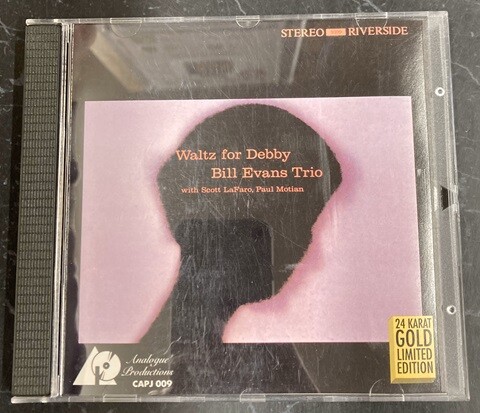 STEREO RIVERSIDE
Waltz for Debby
Bill Evans Trio
with Scott LaFaro, Paul Motian
24 KARAT
GOLD
LIMITED
EDITION
Analogue
Productions
CAPJ 009